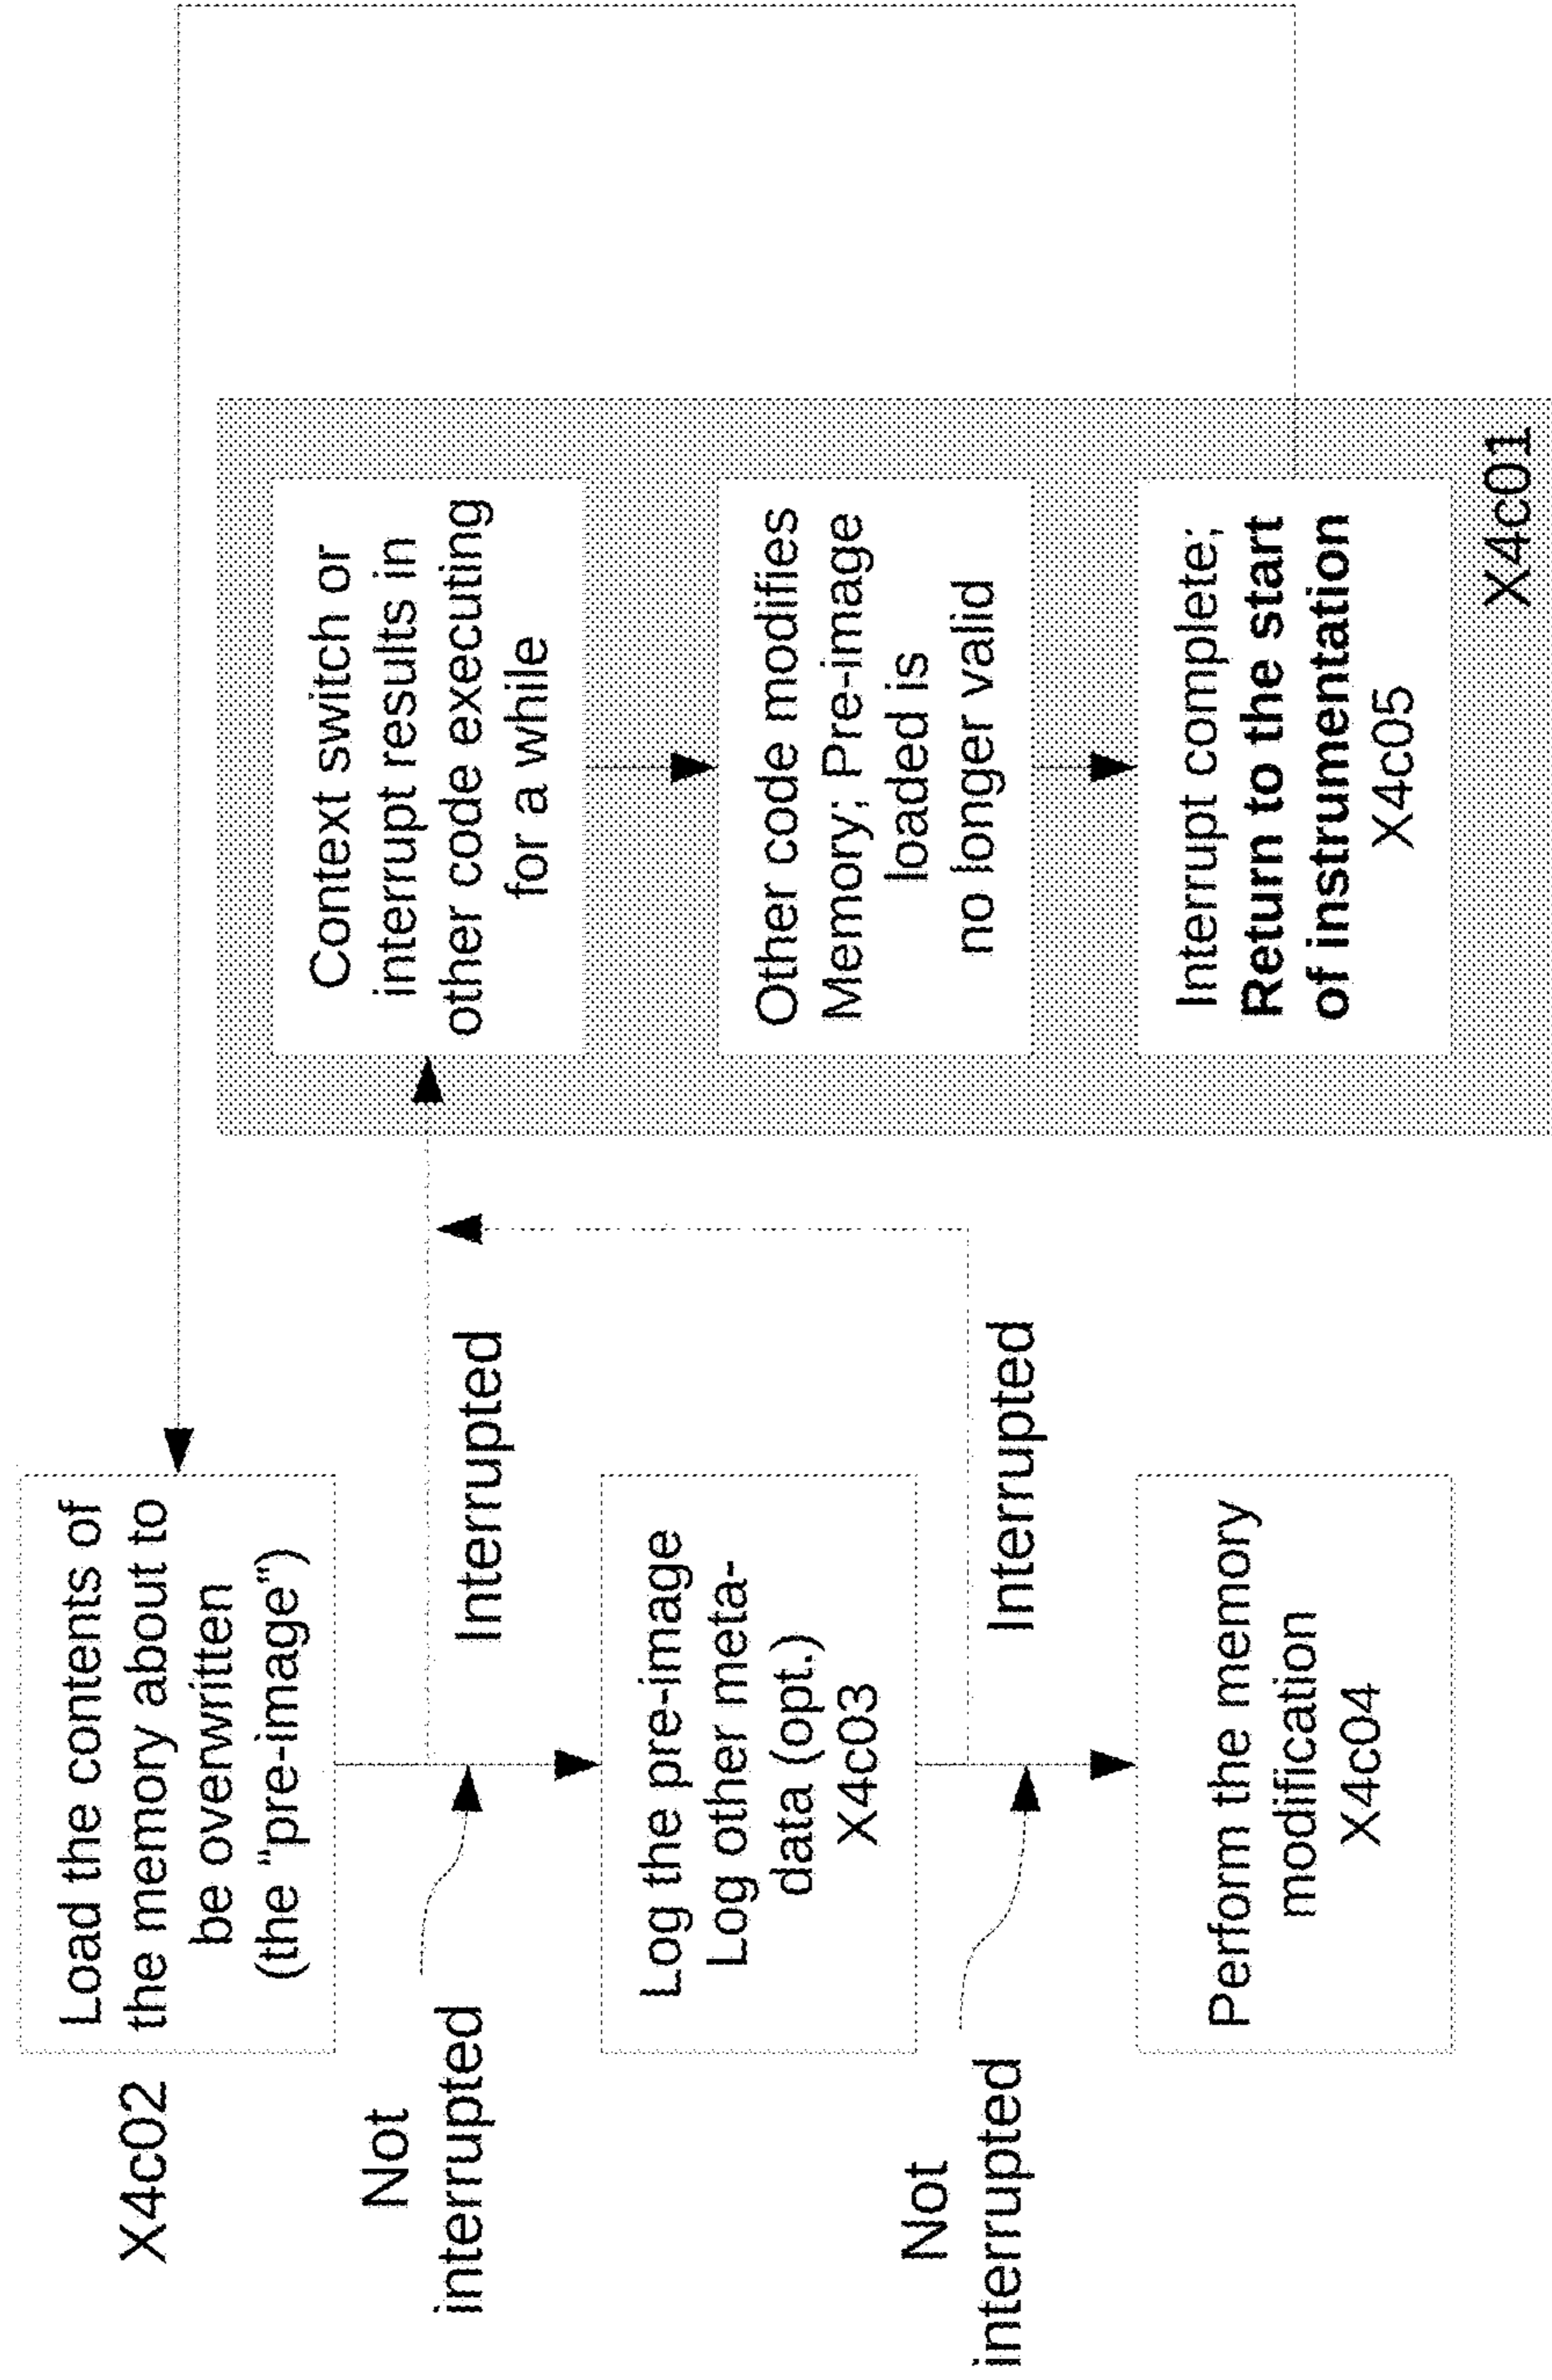 X4c02
Load the contents of
the memory about to
be overwritten
(the "pre-image")
Not
interrupted
Interrupted
Log the pre-image
Log other meta-
data (opt.)
X4c03
Not
interrupted
Interrupted
Perform the memory
modification
X4c04
Context switch or
interrupt results in
other code executing
for a while
Other code modifies
Memory; Pre-image
loaded is
no longer valid
Interrupt complete;
Return to the start
of instrumentation
X4c05
X4c01